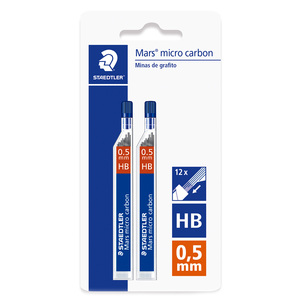 STAEDTLER
Mars® micro carbon
Minas de grafito
0.5
mm
HB
STAEDTLER
Mars micro carbon
0.5
mm
HB
STAEDTLER
Mars micro carbon
12 x
HB
0,5
mm